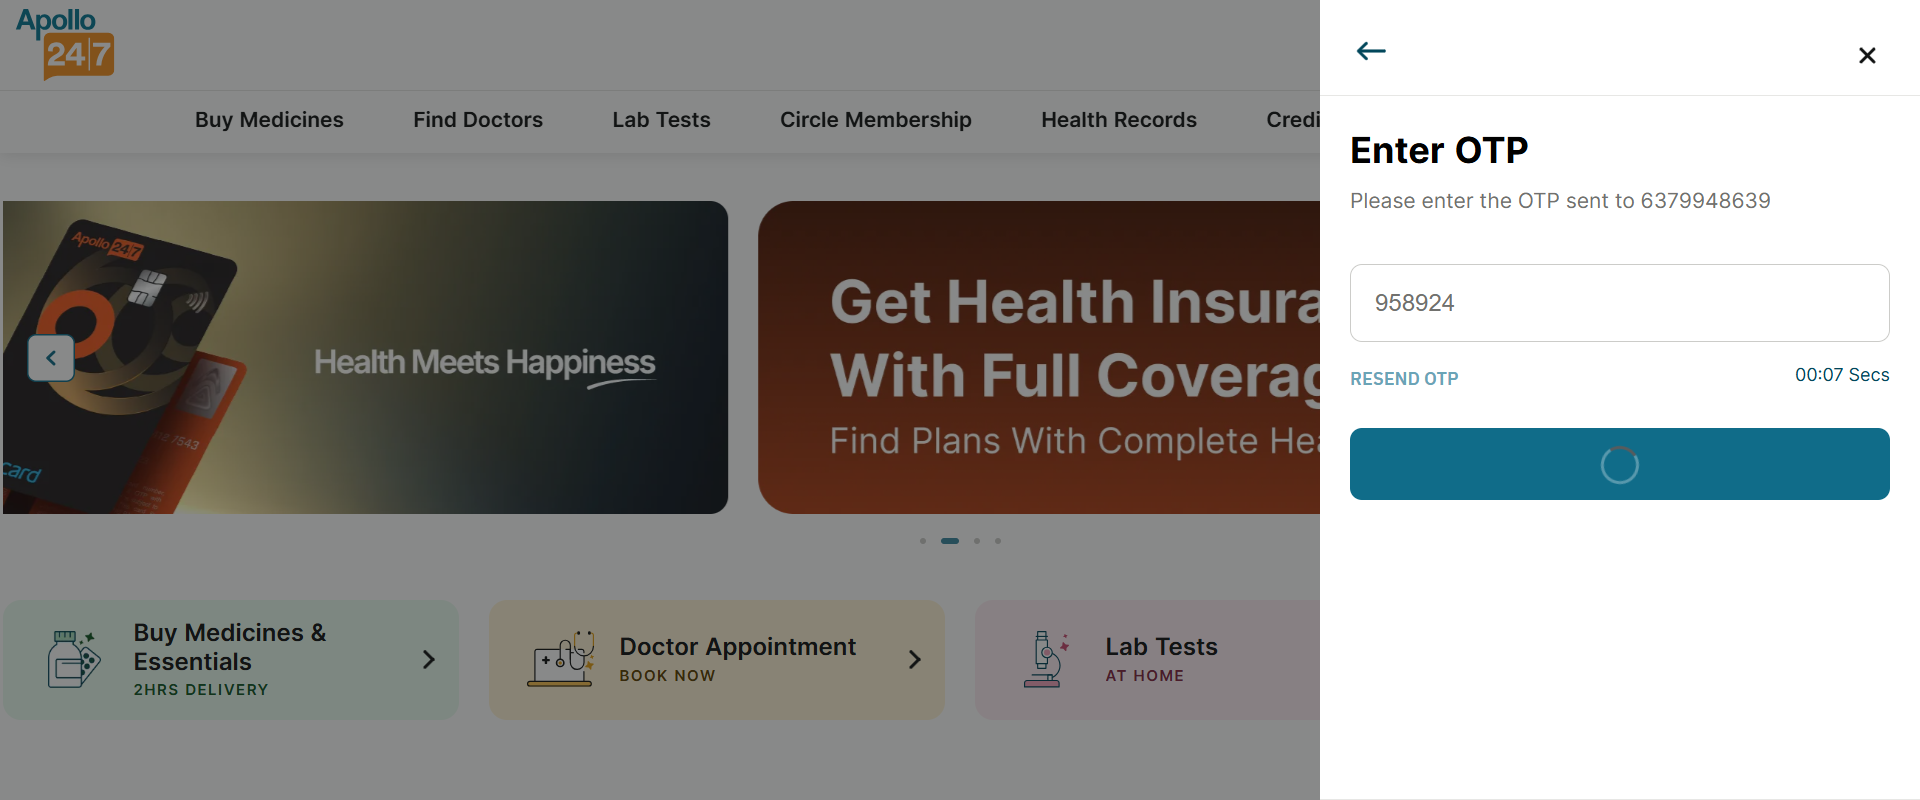 Apollo
24|7
Buy Medicines
Find Doctors
Lab Tests
Circle Membership
Health Records
Credi
Apollo 24|7
card
Health Meets Happiness
Get Health Insura
With Full Coverag
Find Plans With Complete Hea
Buy Medicines &
Essentials
2HRS DELIVERY
Doctor Appointment
BOOK NOW
Lab Tests
AT HOME
Enter OTP
Please enter the OTP sent to 6379948639
958924
RESEND OTP
00:07 Secs